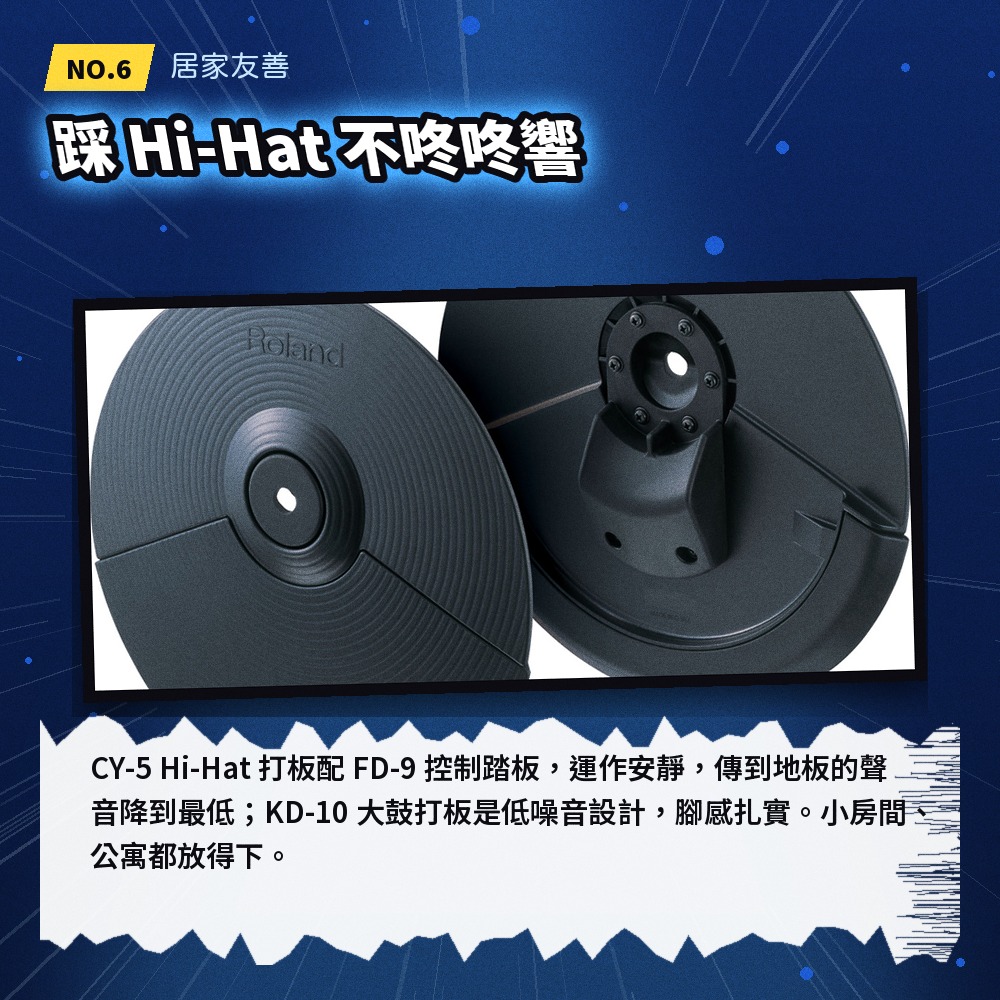 NO.6 居家友善
踩 Hi-Hat 不咚咚響
Roland
CY-5 Hi-Hat 打板配 FD-9 控制踏板，運作安靜，傳到地板的聲
音降到最低；KD-10 大鼓打板是低噪音設計，腳感扎實。小房間、
公寓都放得下。